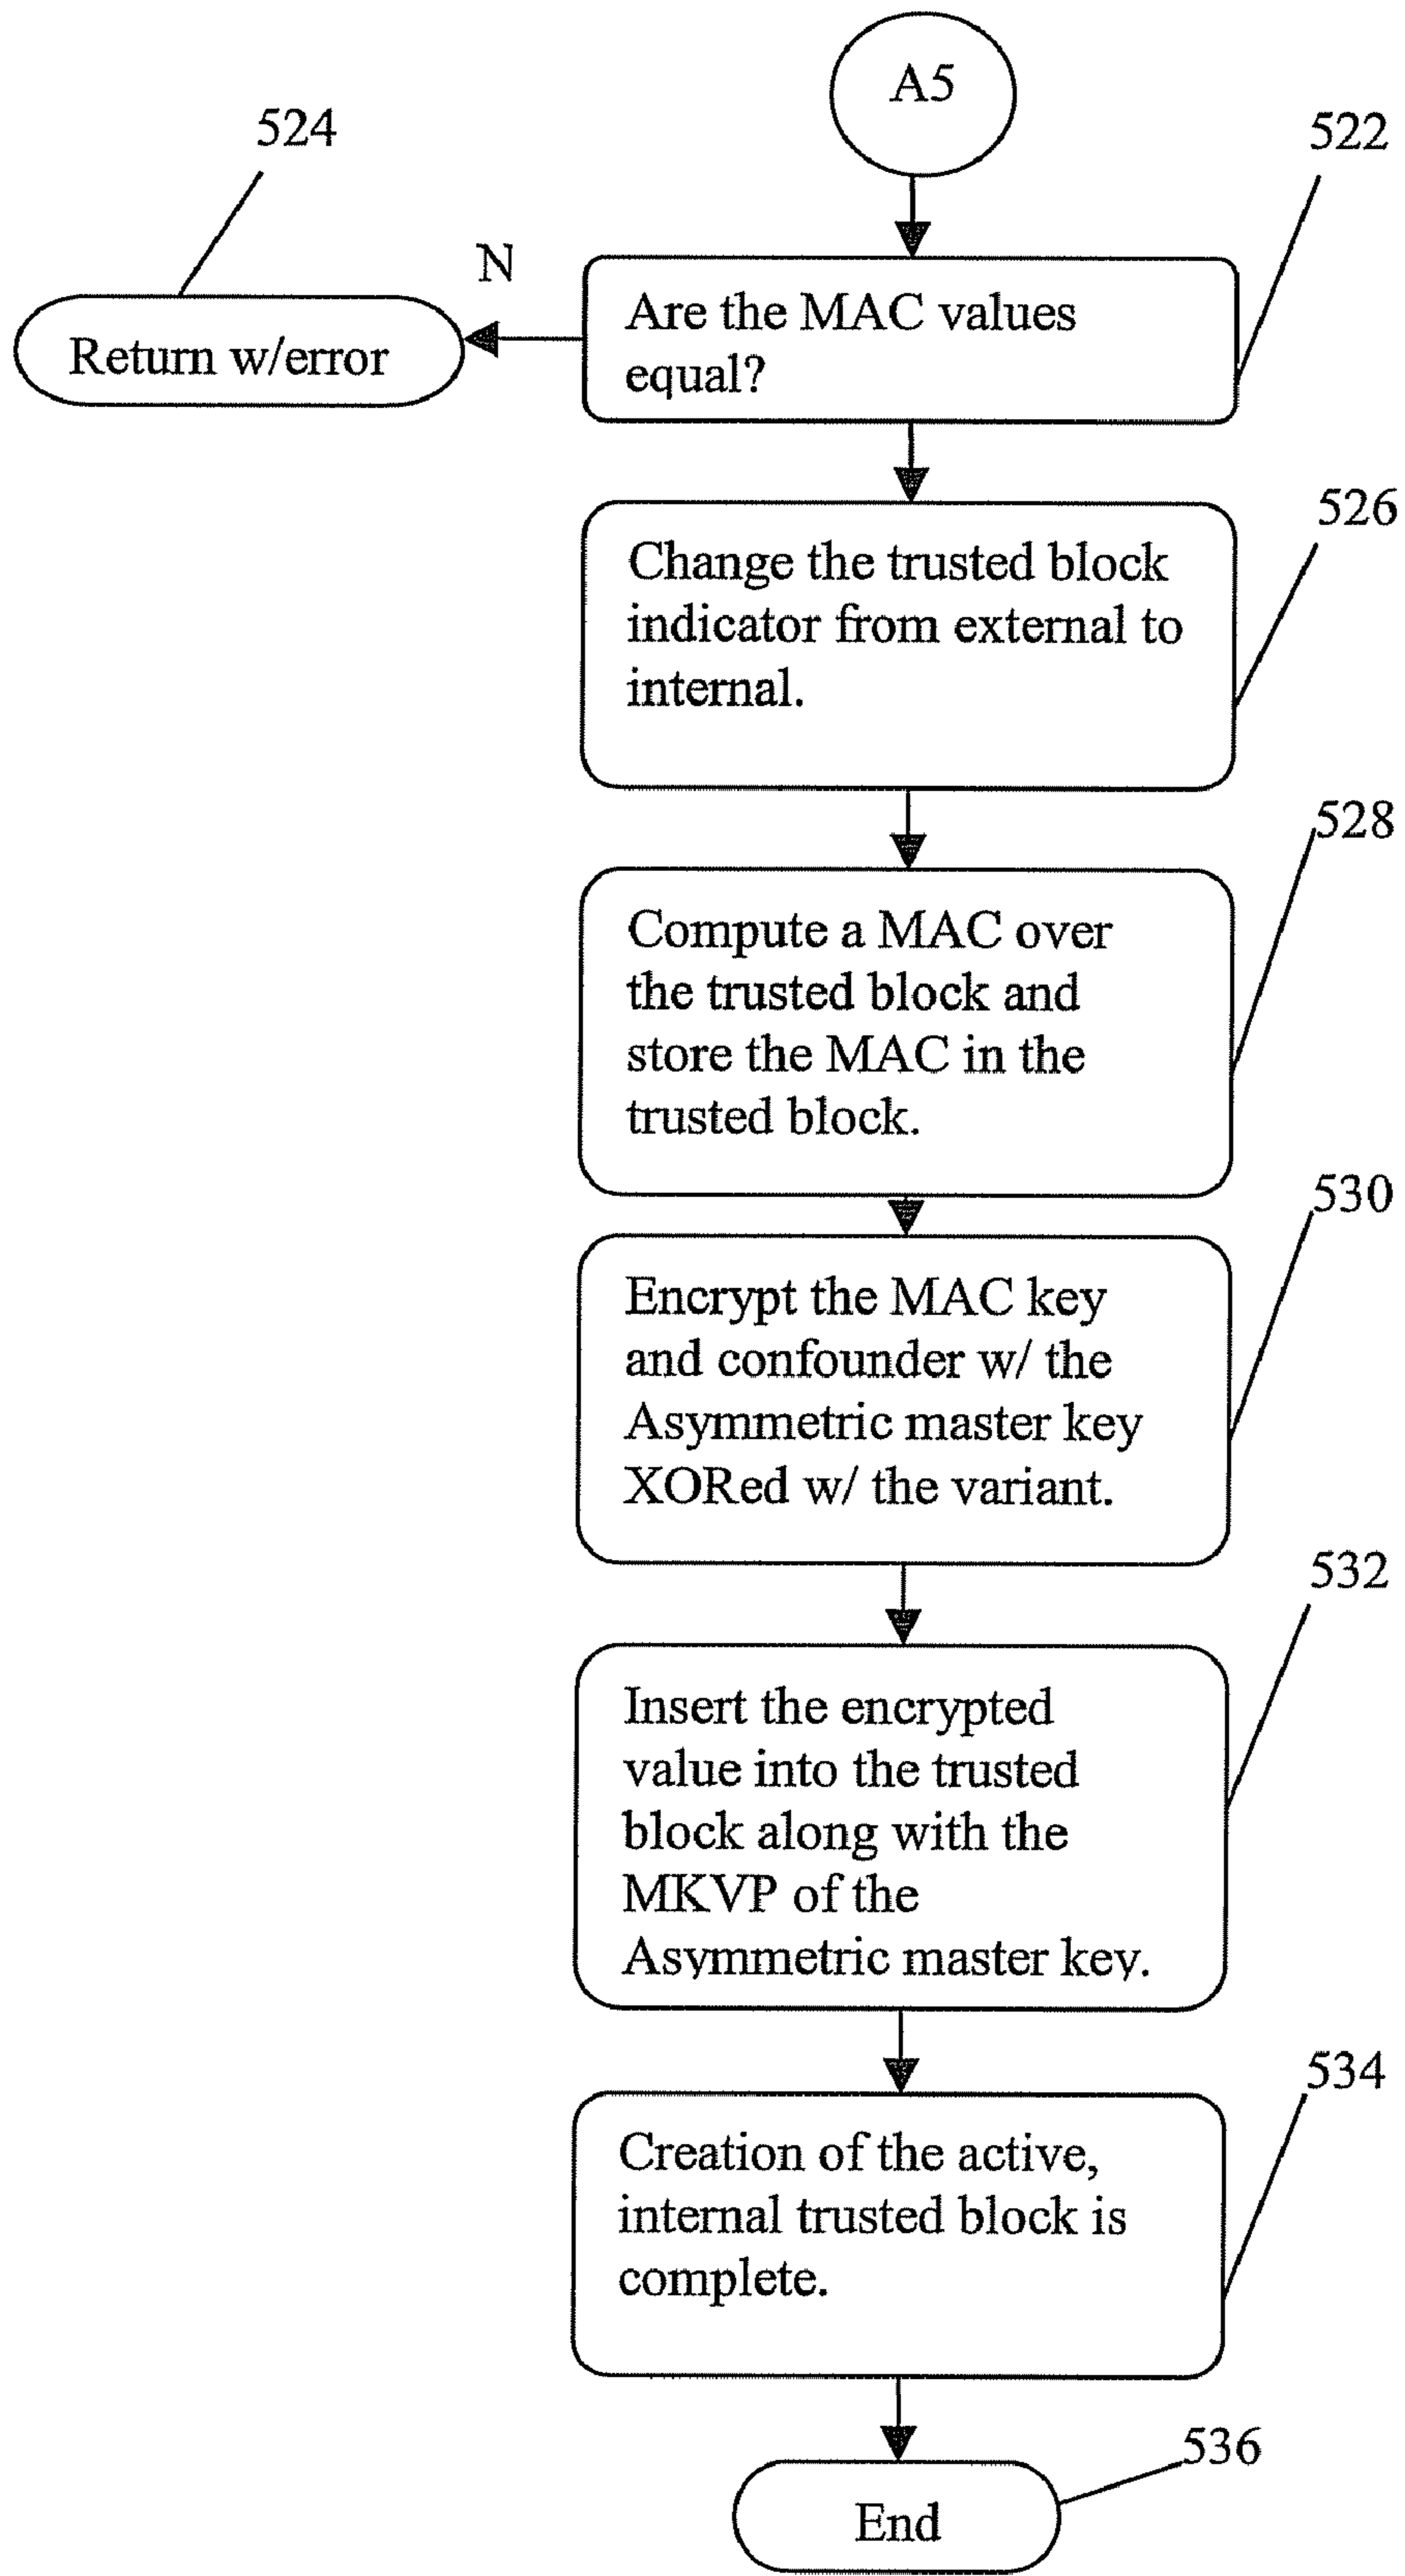 A5
524
522
N
Are the MAC values
equal?
Return w/error
526
Change the trusted block
indicator from external to
internal.
528
Compute a MAC over
the trusted block and
store the MAC in the
trusted block.
530
Encrypt the MAC key
and confounder w/ the
Asymmetric master key
XORed w/ the variant.
532
Insert the encrypted
value into the trusted
block along with the
MKVP of the
Asymmetric master key.
534
Creation of the active,
internal trusted block is
complete.
536
End